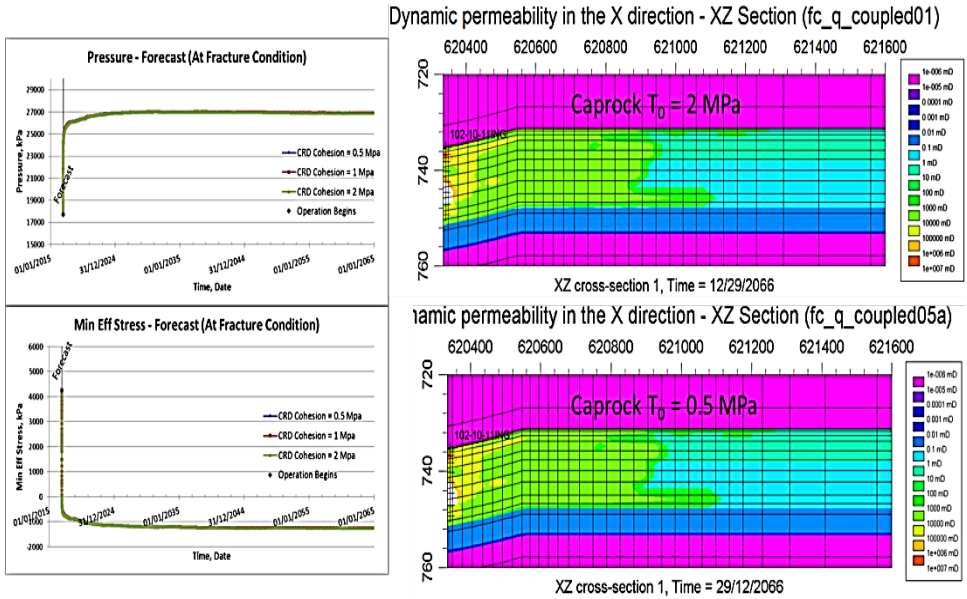 Pressure - Forecast (At Fracture Condition)
Pressure, kPa
29000
27000
25000
23000
21000
19000
17000
15000
Forecast
CRD Cohesion = 0.5 Mpa
CRD Cohesion = 1 Mpa
CRD Cohesion = 2 MPa
Operation Begins
01/01/2015
31/12/2024
01/01/2035
31/12/2044
01/01/2055
01/01/2065
Time, Date
Dynamic permeability in the X direction - XZ Section (fc_q_coupled01)
620400 620600 620800 621000 621200 621400 621600
720
740
760
Caprock T0 = 2 MPa
102-10-11ING
1e-006 mD
1e-005 mD
0.0001 mD
0.001 mD
0.01 mD
0.1 mD
1 mD
10 mD
100 mD
1000 mD
10000 mD
100000 mD
1e+006 mD
1e+007 mD
XZ cross-section 1, Time = 12/29/2066
Min Eff Stress - Forecast (At Fracture Condition)
Min Eff Stress, kPa
6000
5000
4000
3000
2000
1000
0
-1000
-2000
Forecast
CRD Cohesion = 0.5 Mpa
CRD Cohesion = 1 Mpa
CRD Cohesion = 2 MPa
Operation Begins
01/01/2015
31/12/2024
01/01/2035
31/12/2044
01/01/2055
01/01/2065
Time, Date
namic permeability in the X direction - XZ Section (fc_q_coupled05a)
620400 620600 620800 621000 621200 621400 621600
720
740
760
Caprock T0 = 0.5 MPa
102-10-11ING
1e-006 mD
1e-005 mD
0.0001 mD
0.001 mD
0.01 mD
0.1 mD
1 mD
10 mD
100 mD
1000 mD
10000 mD
100000 mD
1e+006 mD
1e+007 mD
XZ cross-section 1, Time = 29/12/2066